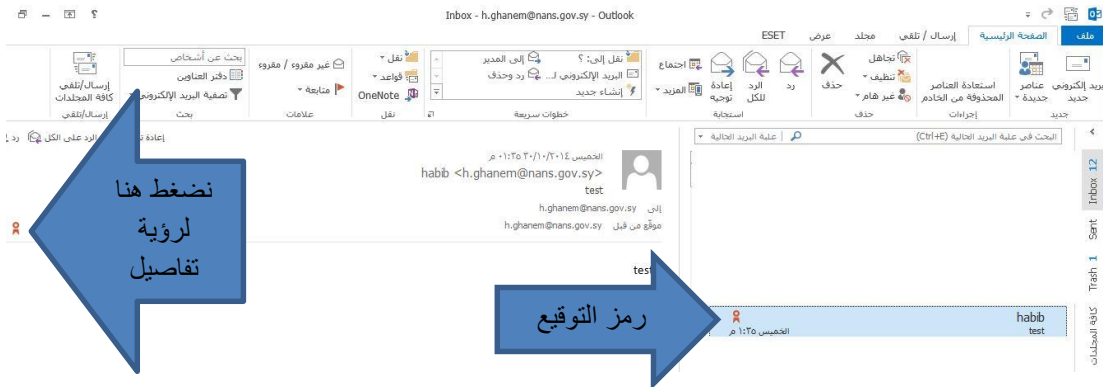 Inbox - h.ghanem@nans.gov.sy - Outlook
ملف
الصفحة الرئيسية
إرسال / تلقي
مجلد
عرض
ESET
بريد إلكتروني جديد
عناصر جديدة
استعادة العناصر المحذوفة من الخادم
تجاهل
تنظيف
غير هام
حذف
رد
الرد للكل
إعادة توجيه
اجتماع
المزيد
نقل إلى: ؟
إلى المدير
البريد الإلكتروني لـ...
رد وحذف
إنشاء جديد
نقل
قواعد
OneNote
غير مقروء / مقروء
متابعة
بحث عن أشخاص
دفتر العناوين
تصفية البريد الإلكتروني
إرسال/تلقي كافة المجلدات
جديد
إجراءات
حذف
استجابة
خطوات سريعة
نقل
علامات
بحث
إرسال/تلقي
البحث في علبة البريد الحالية (Ctrl+E)
علبة البريد الحالية
الرد على الكل
Inbox 12
Sent
Trash 1
كافة المجلدات
الخميس ٣٠/١٠/٢٠١٤ ٠١:٣٥ م
habib <h.ghanem@nans.gov.sy>
test
إلى h.ghanem@nans.gov.sy
موقع من قبل h.ghanem@nans.gov.sy
test
habib
test
الخميس ١:٣٥ م
رمز التوقيع
نضغط هنا
لرؤية
تفاصيل